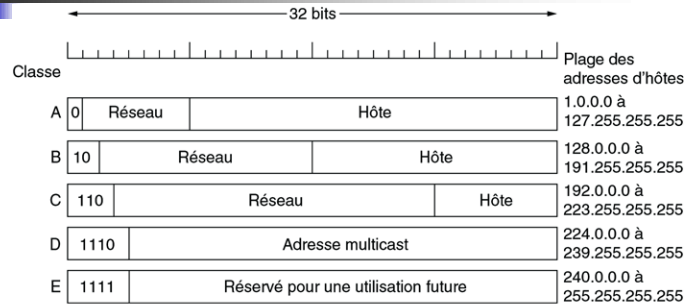 32 bits
Classe
Plage des
adresses d'hôtes
A 0 Réseau Hôte 1.0.0.0 à
127.255.255.255
B 10 Réseau Hôte 128.0.0.0 à
191.255.255.255
C 110 Réseau Hôte 192.0.0.0 à
223.255.255.255
D 1110 Adresse multicast 224.0.0.0 à
239.255.255.255
E 1111 Réservé pour une utilisation future 240.0.0.0 à
255.255.255.255